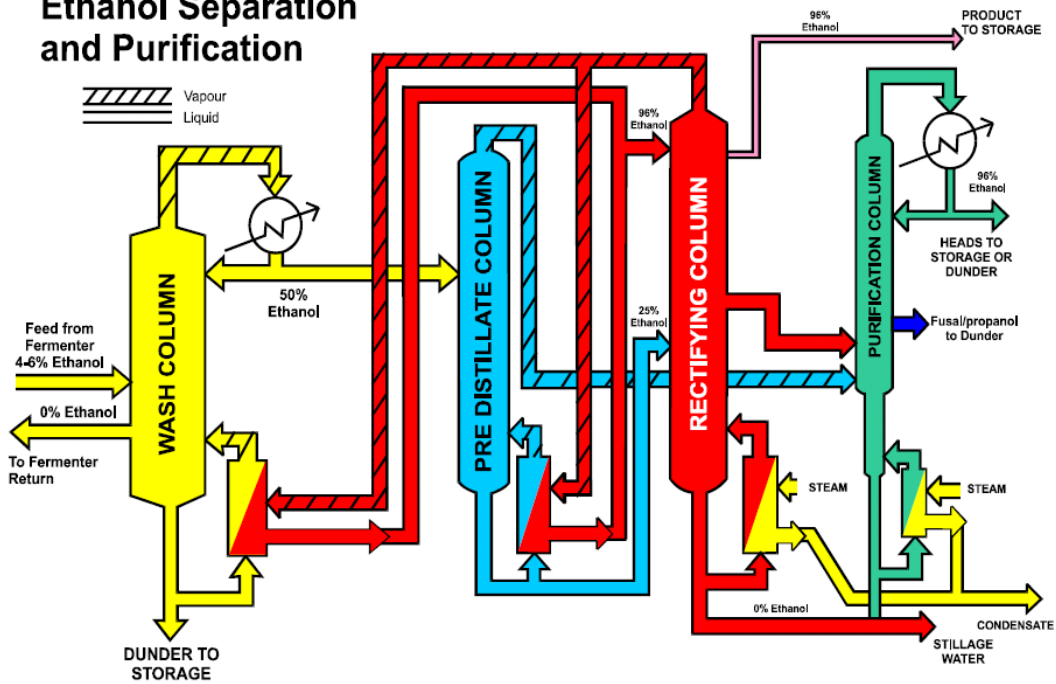 Ethanol Separation
and Purification
Vapour
Liquid
96%
Ethanol
PRODUCT
TO STORAGE
96%
Ethanol
96%
Ethanol
HEADS TO
STORAGE OR
DUNDER
50%
Ethanol
25%
Ethanol
Fusal/propanol
to Dunder
Feed from
Fermenter
4-6% Ethanol
0% Ethanol
To Fermenter
Return
WASH COLUMN
PRE DISTILLATE COLUMN
RECTIFYING COLUMN
PURIFICATION COLUMN
STEAM
STEAM
0% Ethanol
CONDENSATE
STILLAGE
WATER
DUNDER TO
STORAGE